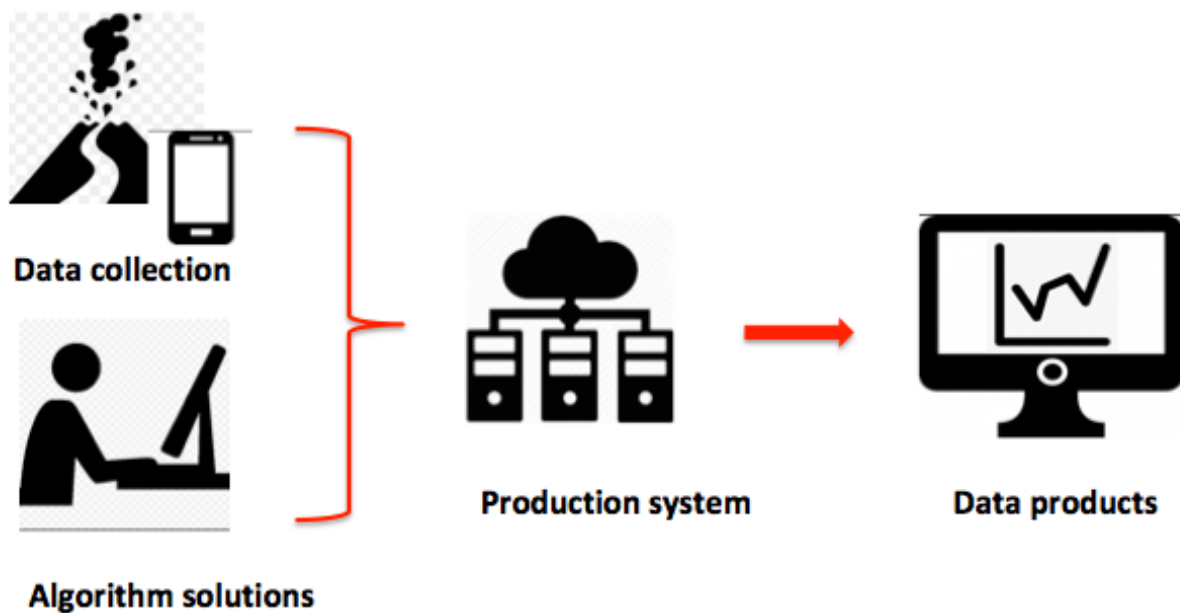 Data collection
Algorithm solutions
Production system
Data products